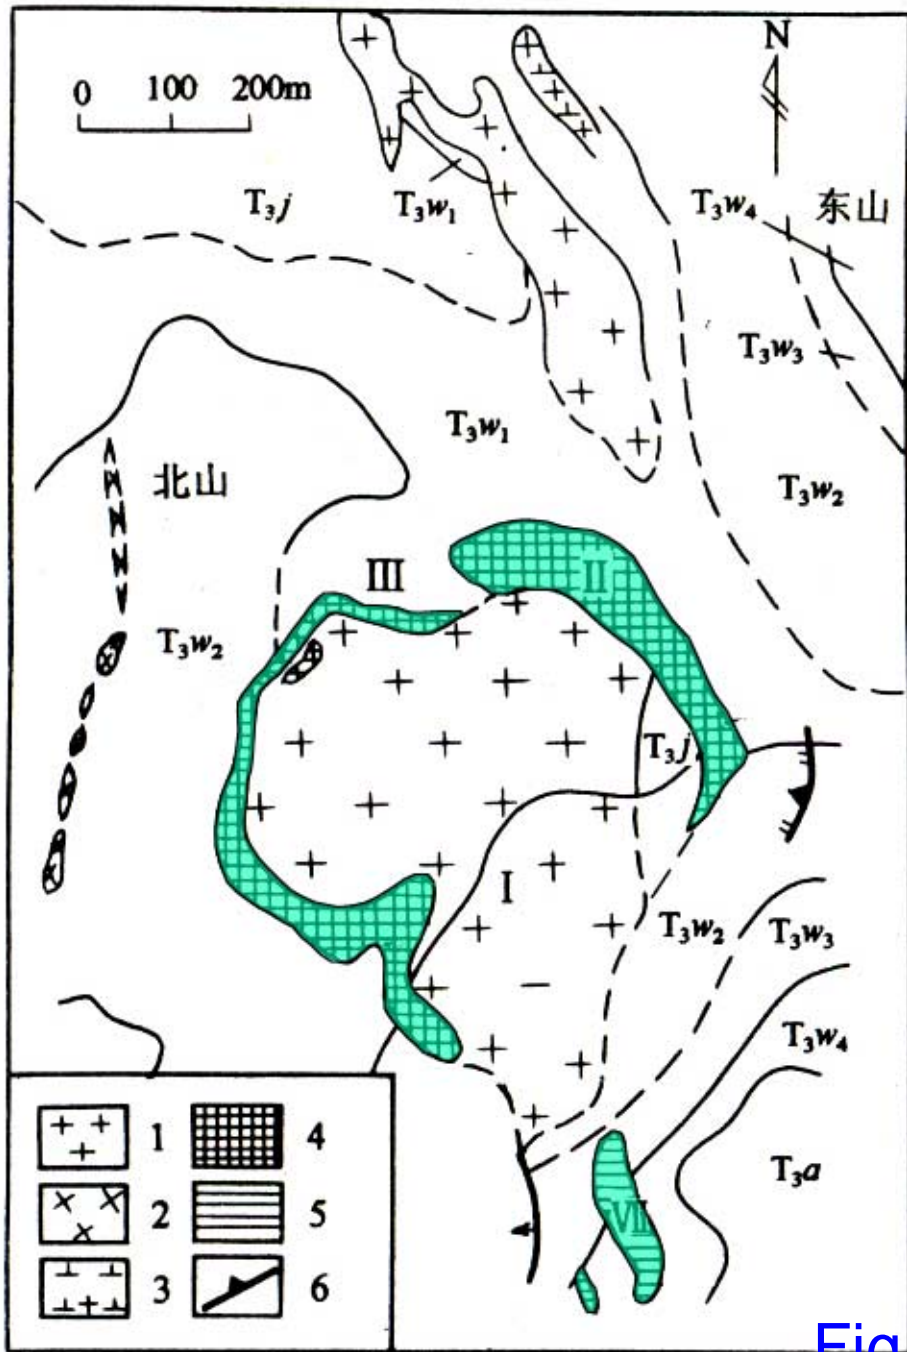 0 100 200m
N
T₃j
T₃w₁
T₃w₄
东山
T₃w₃
T₃w₁
北山
T₃w₂
III
II
T₃w₂
T₃j
I
T₃w₂
T₃w₃
T₃w₄
T₃a
VII
1
4
2
5
3
6
Fig